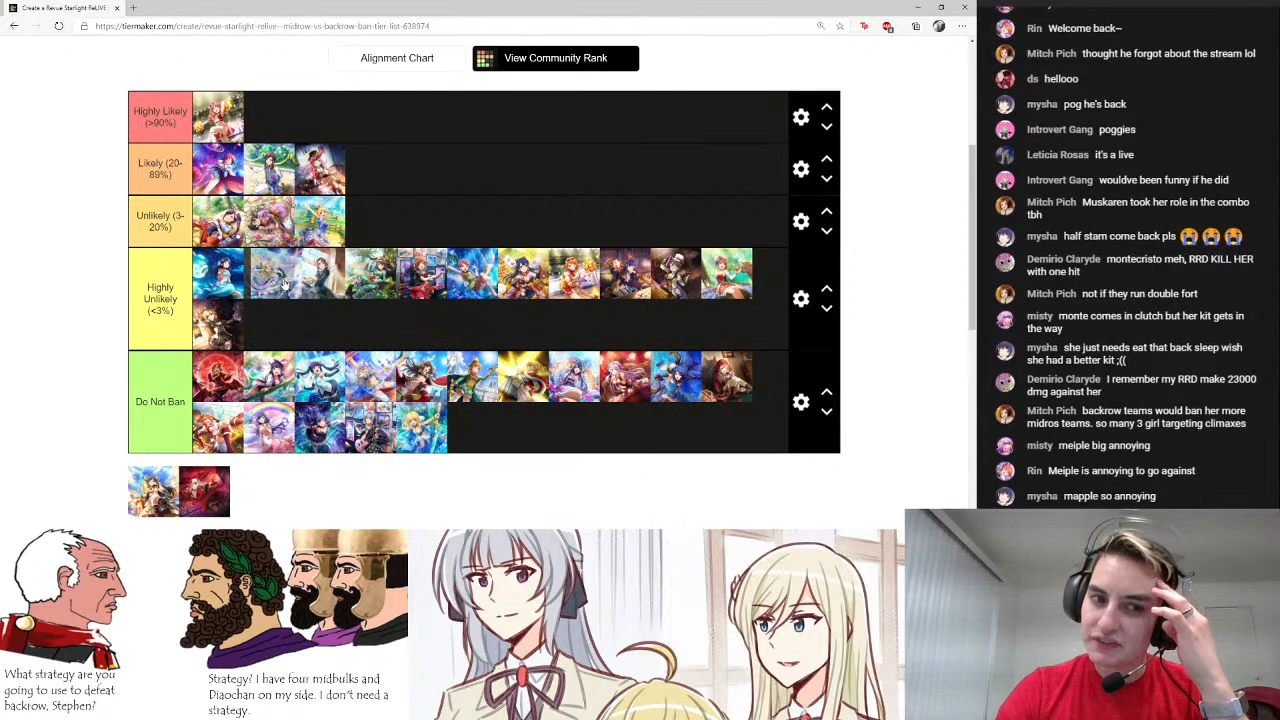 Create a Revue Starlight ReLIVE
https://tiermaker.com/create/revue-starlight-relive--midrow-vs-backrow-ban-tier-list-638974
Alignment Chart
View Community Rank
Highly Likely
(>90%)
Likely (20-
89%)
Unlikely (3-
20%)
Highly
Unlikely
(<3%)
Do Not Ban
What strategy are you
going to use to defeat
backrow, Stephen?
Strategy? I have four midbulks and
Diaochan on my side. I don't need a
strategy.
Rin Welcome back~
Mitch Pich thought he forgot about the stream lol
ds hellooo
mysha pog he's back
Introvert Gang poggies
Leticia Rosas it's a live
Introvert Gang wouldve been funny if he did
Mitch Pich Muskaren took her role in the combo
tbh
mysha half stam come back pls 😭😭😭
Demirio Claryde montecristo meh, RRD KILL HER
with one hit
Mitch Pich not if they run double fort
misty monte comes in clutch but her kit gets in
the way
mysha she just needs eat that back sleep wish
she had a better kit ;((
Demirio Claryde I remember my RRD make 23000
dmg against her
Mitch Pich backrow teams would ban her more
midros teams. so many 3 girl targeting climaxes
misty meiple big annoying
Rin Meiple is annoying to go against
mysha mapple so annoying